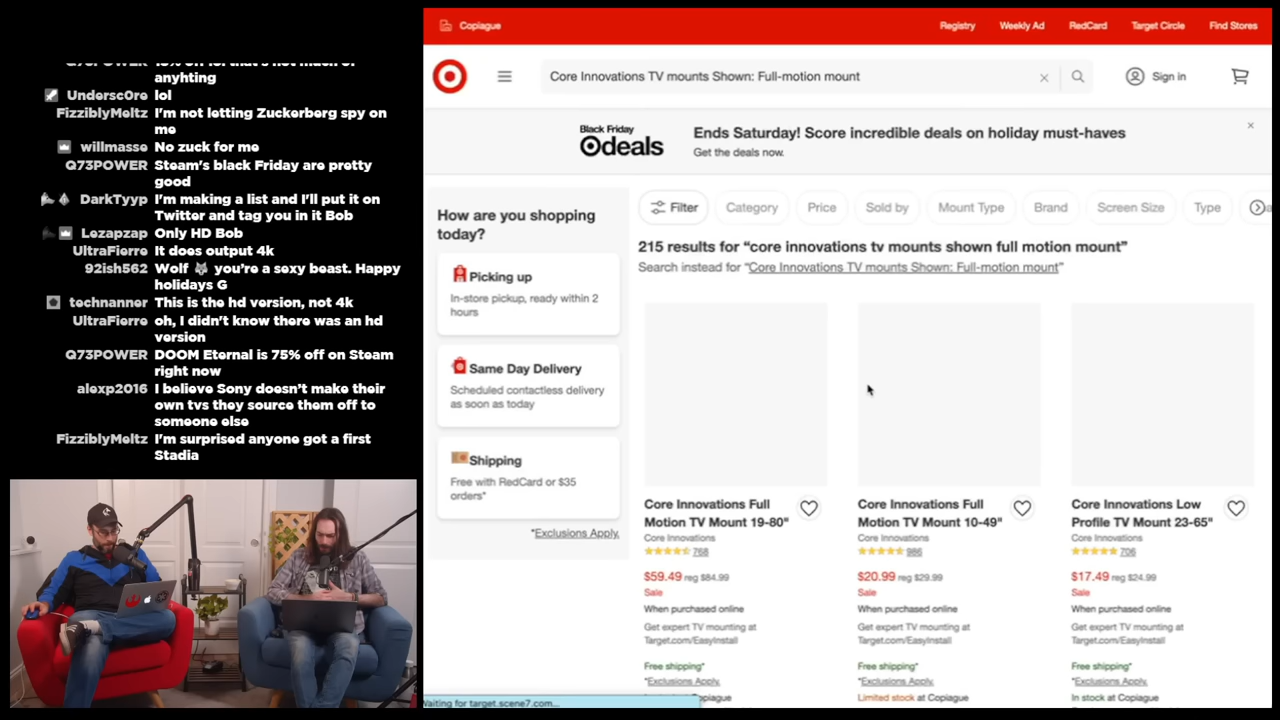 anyhting
Undersc0re lol
FizziblyMeltz I'm not letting Zuckerberg spy on
me
willmasse No zuck for me
Q73POWER Steam's black Friday are pretty
good
DarkTyyp I'm making a list and I'll put it on
Twitter and tag you in it Bob
Lezapzap Only HD Bob
UltraFierre It does output 4k
92ish562 Wolf 🐺 you're a sexy beast. Happy
holidays G
technanner This is the hd version, not 4k
UltraFierre oh, I didn't know there was an hd
version
Q73POWER DOOM Eternal is 75% off on Steam
right now
alexp2016 I believe Sony doesn't make their
own tvs they source them off to
someone else
FizziblyMeltz I'm surprised anyone got a first
Stadia
Copiague
Registry Weekly Ad RedCard Target Circle Find Stores
Core Innovations TV mounts Shown: Full-motion mount
Sign in
Black Friday
deals
Ends Saturday! Score incredible deals on holiday must-haves
Get the deals now.
How are you shopping
today?
Picking up
In-store pickup, ready within 2
hours
Same Day Delivery
Scheduled contactless delivery
as soon as today
Shipping
Free with RedCard or $35
orders*
*Exclusions Apply.
Filter Category Price Sold by Mount Type Brand Screen Size Type
215 results for “core innovations tv mounts shown full motion mount”
Search instead for “Core Innovations TV mounts Shown: Full-motion mount”
Core Innovations Full
Motion TV Mount 19-80"
Core Innovations
768
$59.49 reg $84.99
Sale
When purchased online
Get expert TV mounting at
Target.com/EasyInstall
Free shipping*
*Exclusions Apply.
Copiague
Core Innovations Full
Motion TV Mount 10-49"
Core Innovations
986
$20.99 reg $29.99
Sale
When purchased online
Get expert TV mounting at
Target.com/EasyInstall
Free shipping*
*Exclusions Apply.
Limited stock at Copiague
Core Innovations Low
Profile TV Mount 23-65"
Core Innovations
706
$17.49 reg $24.99
Sale
When purchased online
Get expert TV mounting at
Target.com/EasyInstall
Free shipping*
*Exclusions Apply.
In stock at Copiague
Waiting for target.scene7.com...